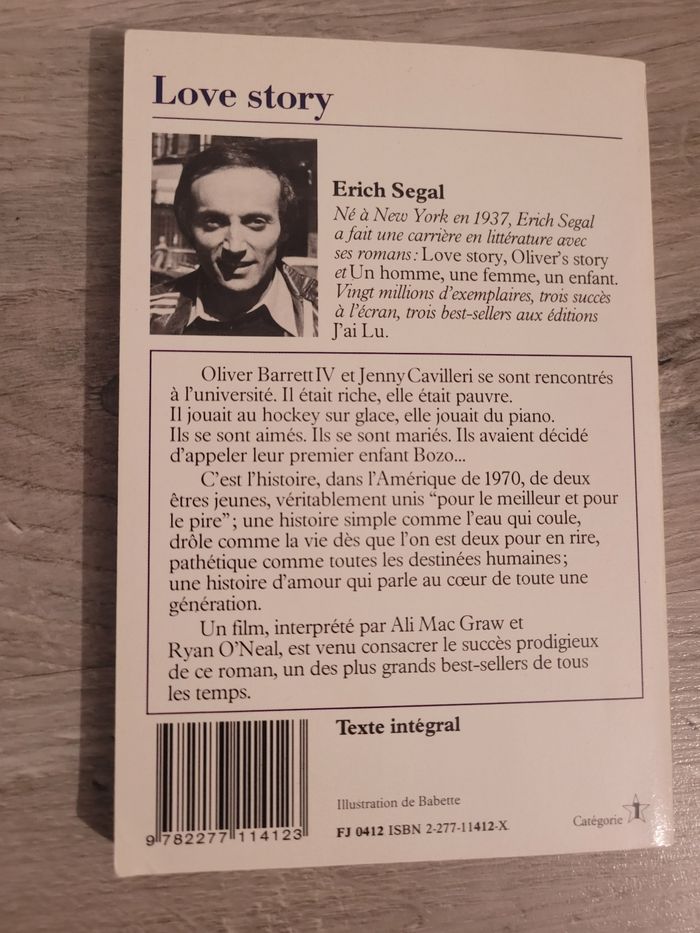 Love story
Erich Segal
Né à New York en 1937, Erich Segal
a fait une carrière en littérature avec
ses romans : Love story, Oliver's story
et Un homme, une femme, un enfant.
Vingt millions d'exemplaires, trois succès
à l'écran, trois best-sellers aux éditions
J'ai Lu.
Oliver Barrett IV et Jenny Cavilleri se sont rencontrés
à l'université. Il était riche, elle était pauvre.
Il jouait au hockey sur glace, elle jouait du piano.
Ils se sont aimés. Ils se sont mariés. Ils avaient décidé
d'appeler leur premier enfant Bozo...
C'est l'histoire, dans l'Amérique de 1970, de deux
êtres jeunes, véritablement unis "pour le meilleur et pour
le pire" ; une histoire simple comme l'eau qui coule,
drôle comme la vie dès que l'on est deux pour en rire,
pathétique comme toutes les destinées humaines ;
une histoire d'amour qui parle au cœur de toute une
génération.
Un film, interprété par Ali Mac Graw et
Ryan O'Neal, est venu consacrer le succès prodigieux
de ce roman, un des plus grands best-sellers de tous
les temps.
Texte intégral
Illustration de Babette
FJ 0412 ISBN 2-277-11412-X
Catégorie 1
9 782277 114123